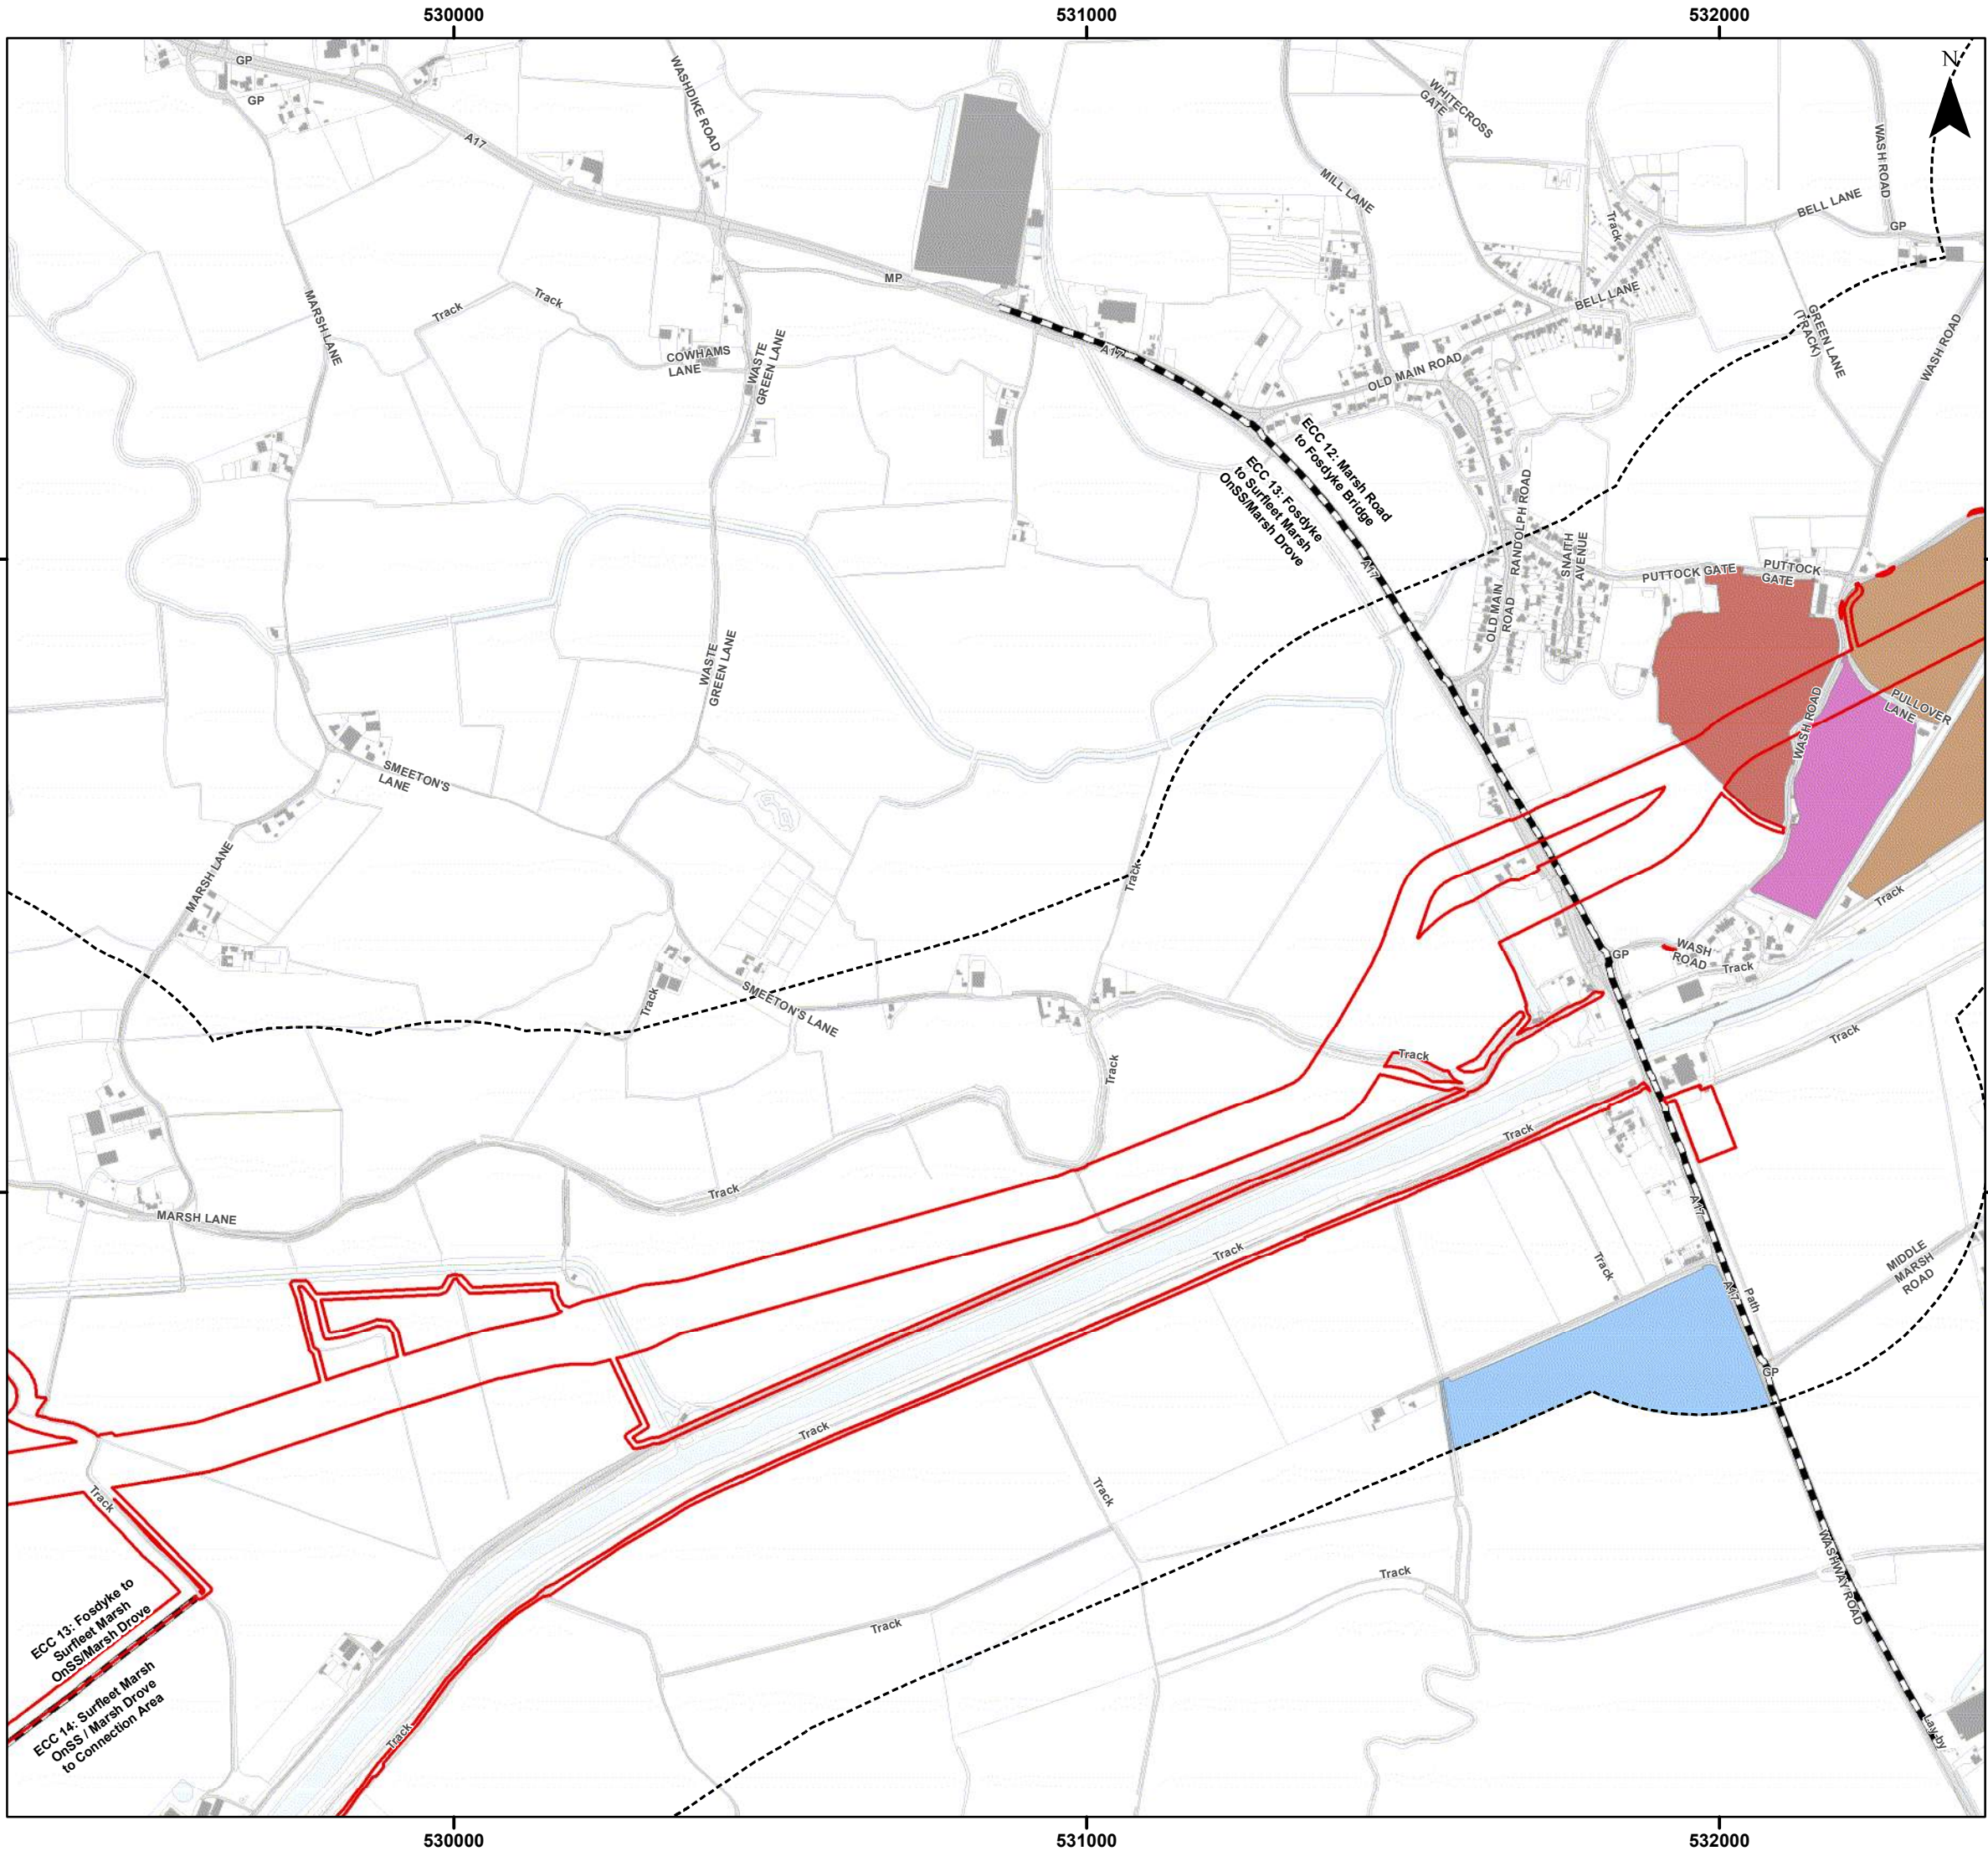 530000
531000
532000
N
GP
GP
A17
WASHDIKE ROAD
WHITECROSS
GATE
WASH ROAD
MILL LANE
BELL LANE
GP
Track
MP
BELL LANE
MARSH LANE
Track
Track
GREEN LANE
(TRACK)
WASH ROAD
COWHAMS
LANE
WASTE
GREEN LANE
A17
OLD MAIN ROAD
ECC 12: Marsh Road
to Fosdyke Bridge
ECC 13: Fosdyke
to Surfleet Marsh
OnSS/Marsh Drove
A17
RANDOLPH ROAD
SNAITH
AVENUE
PUTTOCK GATE
PUTTOCK
GATE
OLD MAIN
ROAD
WASTE
GREEN LANE
WASH ROAD
PULLOVER
LANE
SMEETON'S
LANE
MARSH LANE
Track
Track
GP
WASH
ROAD
Track
Track
SMEETON'S LANE
Track
Track
Track
Track
Track
MARSH LANE
A17
Track
Track
MIDDLE
MARSH
ROAD
A17
Path
GP
Track
Track
Track
Track
WASHWAY ROAD
Track
ECC 13: Fosdyke to
Surfleet Marsh
OnSS/Marsh Drove
ECC 14: Surfleet Marsh
OnSS / Marsh Drove
to Connection Area
Track
Lay-by
530000
531000
532000